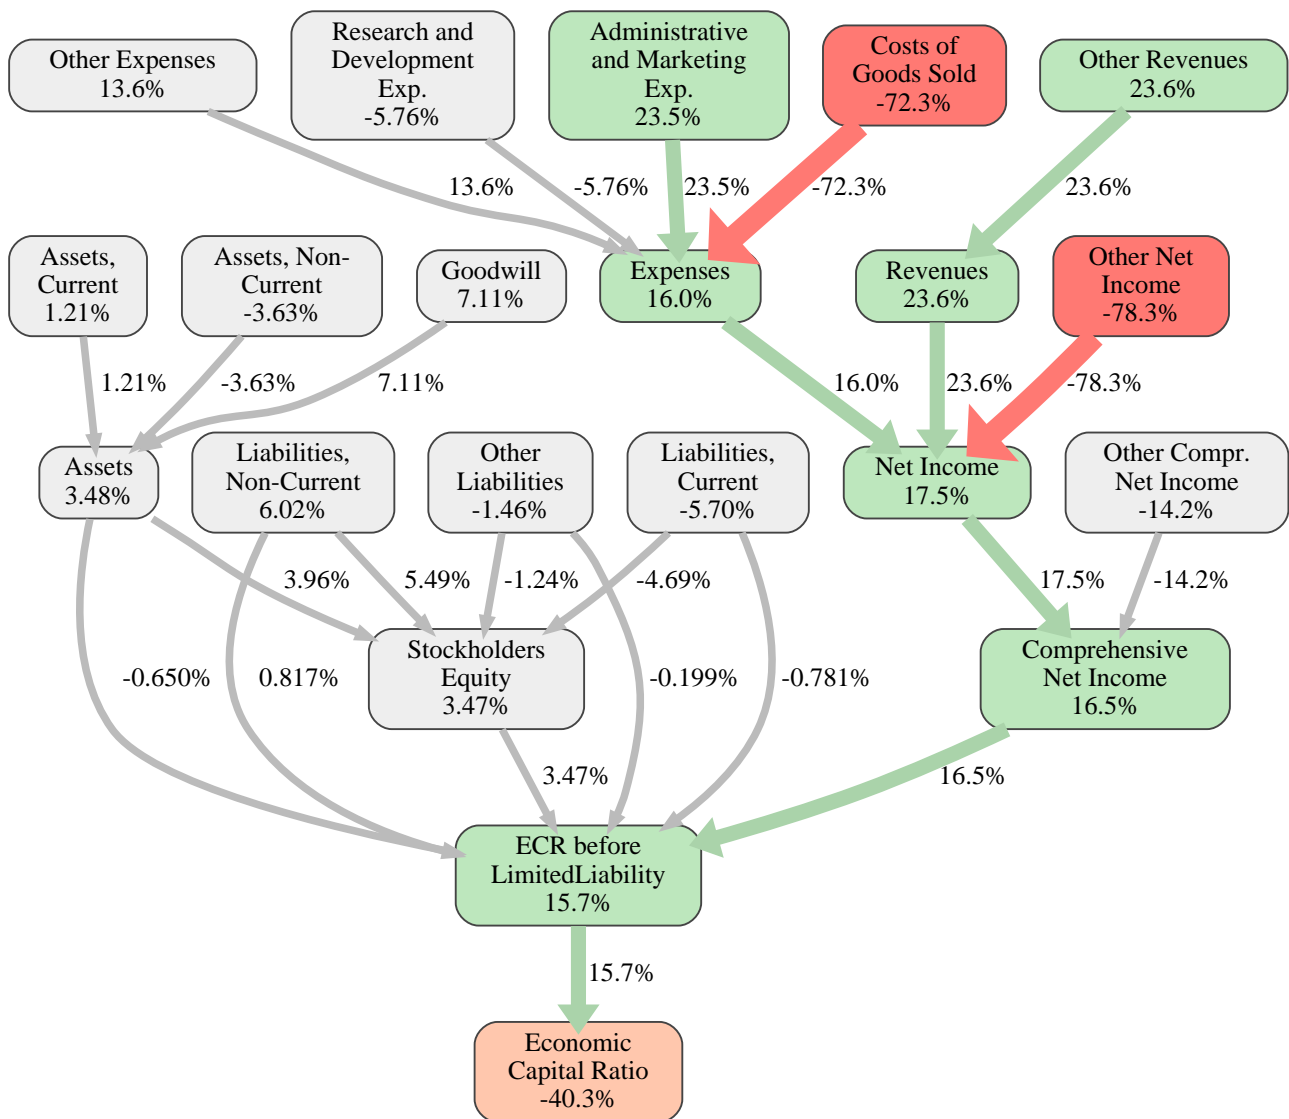 Other Expenses
13.6%
Research and
Development
Exp.
-5.76%
Administrative
and Marketing
Exp.
23.5%
Costs of
Goods Sold
-72.3%
Other Revenues
23.6%
13.6%
-5.76%
23.5%
-72.3%
23.6%
Assets,
Current
1.21%
Assets, Non-
Current
-3.63%
Goodwill
7.11%
Expenses
16.0%
Revenues
23.6%
Other Net
Income
-78.3%
1.21%
-3.63%
7.11%
16.0%
23.6%
-78.3%
Assets
3.48%
Liabilities,
Non-Current
6.02%
Other
Liabilities
-1.46%
Liabilities,
Current
-5.70%
Net Income
17.5%
Other Compr.
Net Income
-14.2%
3.96%
5.49%
-1.24%
-4.69%
17.5%
-14.2%
Stockholders
Equity
3.47%
Comprehensive
Net Income
16.5%
-0.650%
0.817%
-0.199%
-0.781%
3.47%
16.5%
ECR before
LimitedLiability
15.7%
15.7%
Economic
Capital Ratio
-40.3%